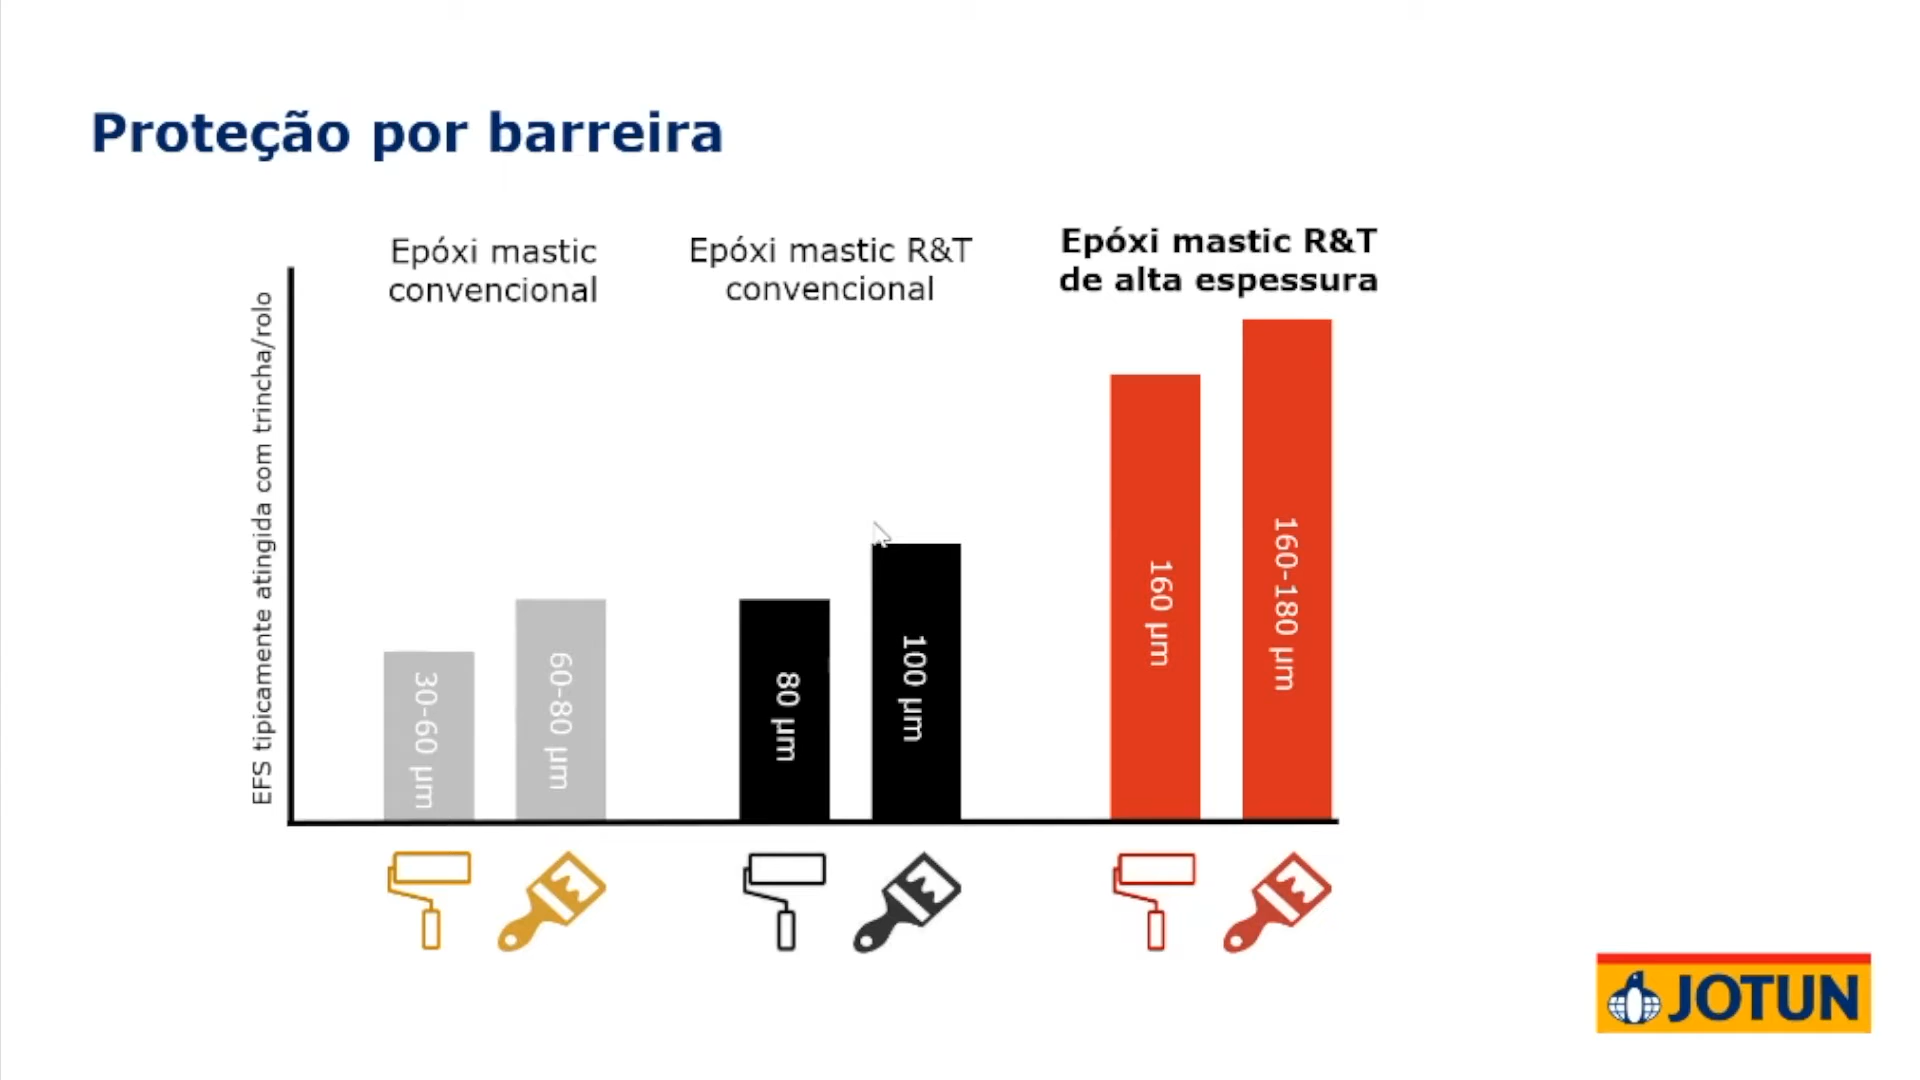 Proteção por barreira
Epóxi mastic
convencional
Epóxi mastic R&T
convencional
Epóxi mastic R&T
de alta espessura
EFS tipicamente atingida com trincha/rolo
30-60 µm
60-80 µm
80 µm
100 µm
160 µm
160-180 µm
JOTUN